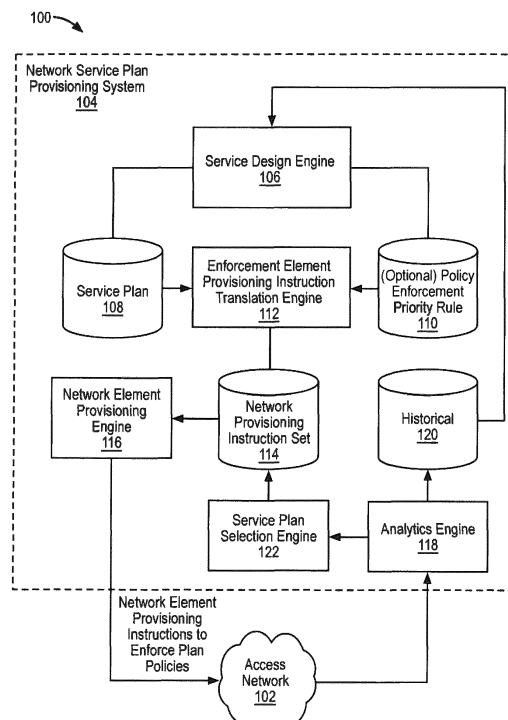 100
Network Service Plan
Provisioning System
104
Service Design Engine
106
Service Plan
108
Enforcement Element
Provisioning Instruction
Translation Engine
112
(Optional) Policy
Enforcement
Priority Rule
110
Network Element
Provisioning
Engine
116
Network
Provisioning
Instruction Set
114
Historical
120
Service Plan
Selection Engine
122
Analytics Engine
118
Network Element
Provisioning
Instructions to
Enforce Plan
Policies
Access
Network
102